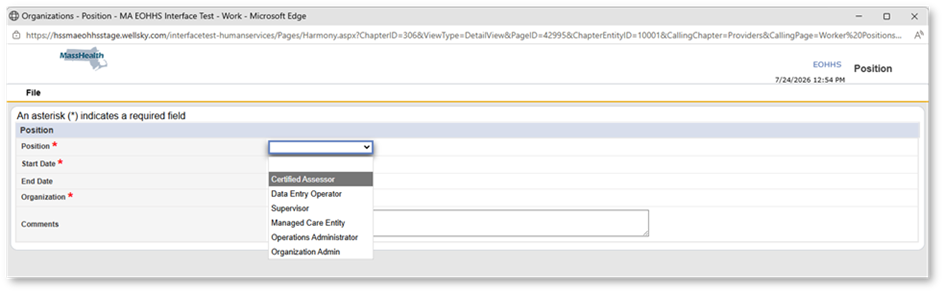 Organizations - Position - MA EOHHS Interface Test - Work - Microsoft Edge
https://hssmaeohhsstage.wellsky.com/interfacetest-humanservices/Pages/Harmony.aspx?ChapterID=306&ViewType=DetailView&PageID=42995&ChapterEntityID=10001&CallingChapter=Providers&CallingPage=Worker%20Positions...
MassHealth
EOHHS Position
7/24/2026 12:54 PM
File
An asterisk (*) indicates a required field
Position
Position *
Start Date *
Certified Assessor
End Date
Data Entry Operator
Organization *
Supervisor
Managed Care Entity
Comments
Operations Administrator
Organization Admin